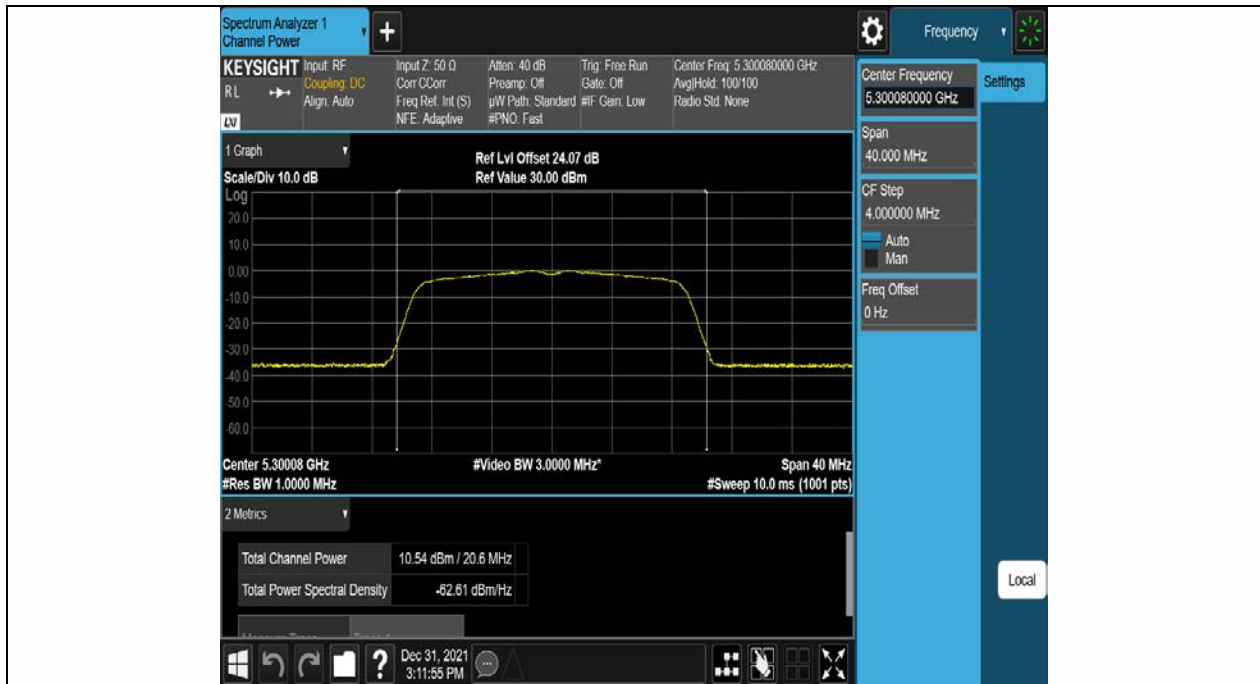 Spectrum Analyzer 1
Channel Power
+
Frequency
KEYSIGHT
RL
LXI
Input: RF
Coupling: DC
Align: Auto
Input Z: 50 Ω
Corr CCorr
Freq Ref: Int (S)
NFE: Adaptive
Atten: 40 dB
Preamp: Off
µW Path: Standard
#PNO: Fast
Trig: Free Run
Gate: Off
#IF Gain: Low
Center Freq: 5.300080000 GHz
Avg|Hold: 100/100
Radio Std: None
Center Frequency
5.300080000 GHz
Settings
Span
40.000 MHz
CF Step
4.000000 MHz
Auto
Man
Freq Offset
0 Hz
Local
1 Graph
Scale/Div 10.0 dB
Ref Lvl Offset 24.07 dB
Ref Value 30.00 dBm
Log
20.0
10.0
0.00
-10.0
-20.0
-30.0
-40.0
-50.0
-60.0
Center 5.30008 GHz
#Video BW 3.0000 MHz*
Span 40 MHz
#Res BW 1.0000 MHz
#Sweep 10.0 ms (1001 pts)
2 Metrics
Total Channel Power 10.54 dBm / 20.6 MHz
Total Power Spectral Density -62.61 dBm/Hz
?
Dec 31, 2021
3:11:55 PM